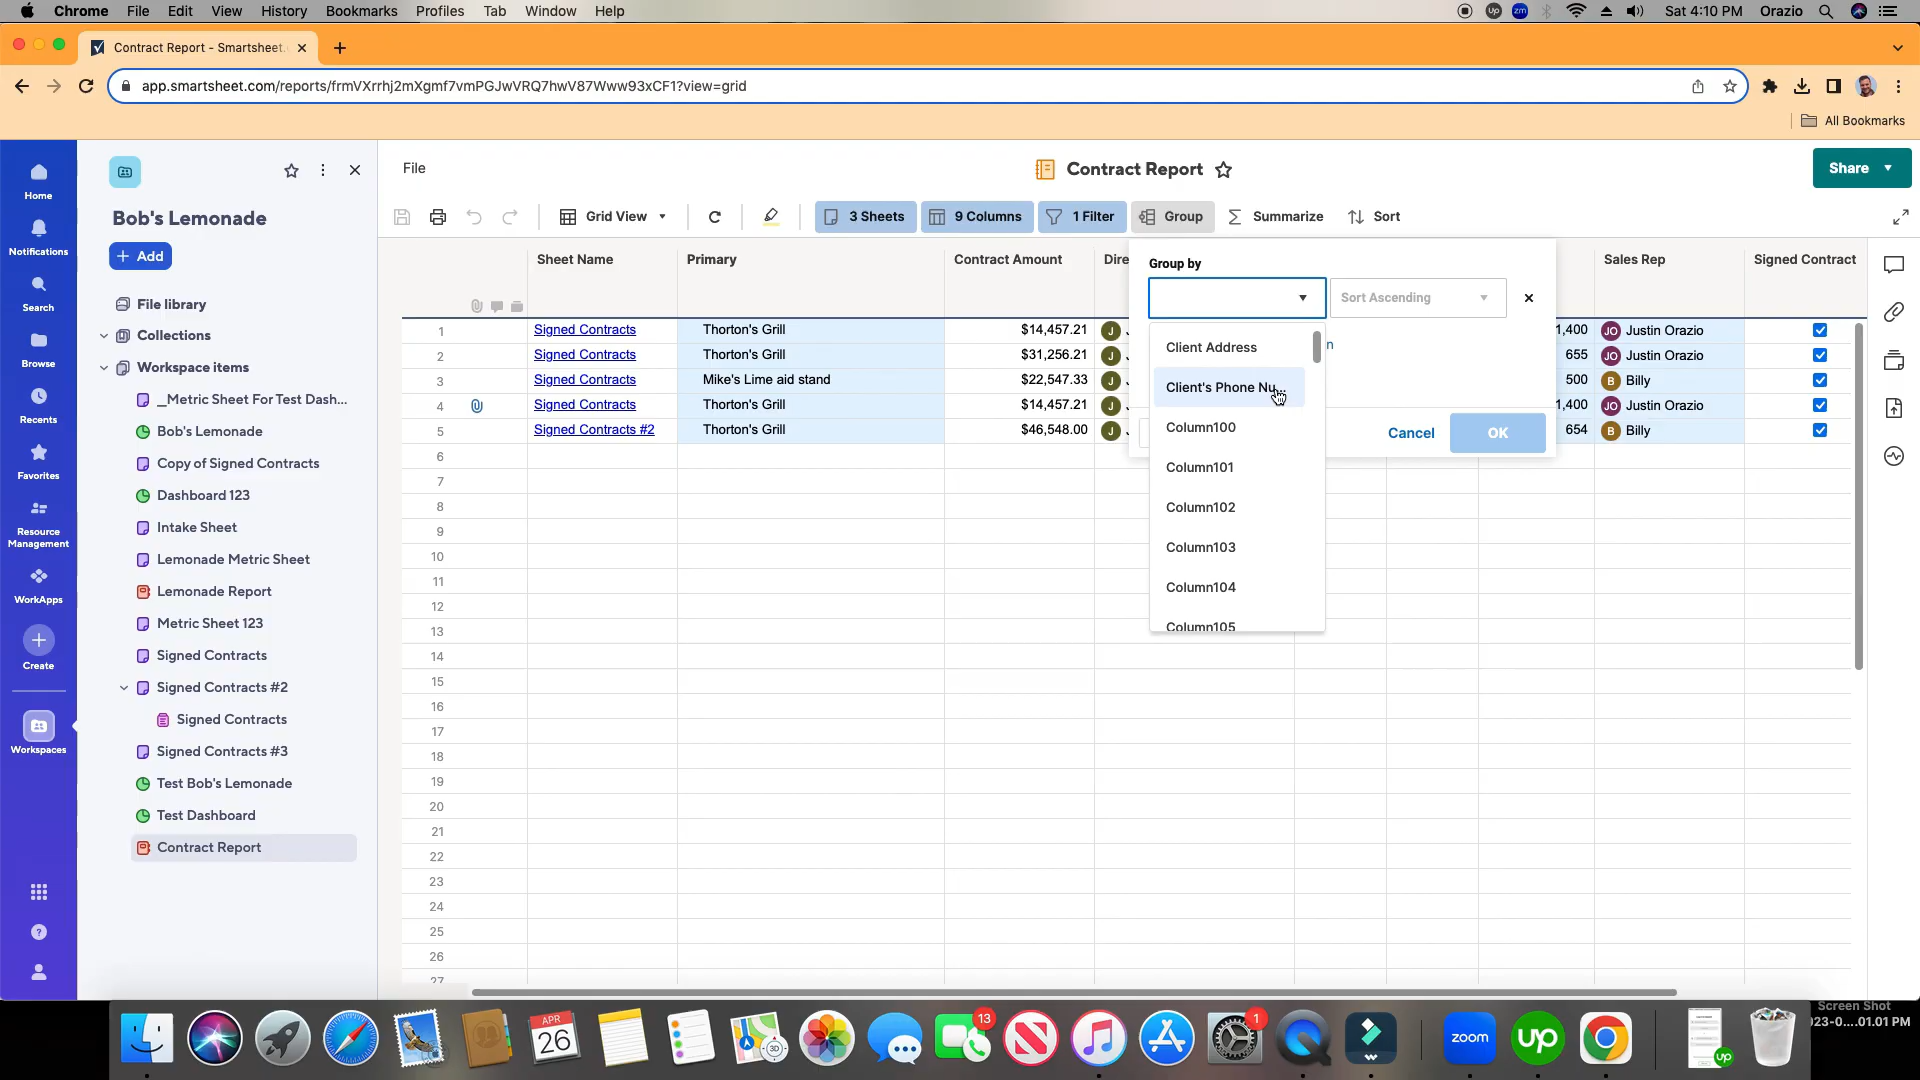 Chrome File Edit View History Bookmarks Profiles Tab Window Help
Sat 4:10 PM Orazio
Contract Report - Smartsheet.
app.smartsheet.com/reports/frmVXrrhj2mXgmf7vmPGJwVRQ7hwV87Www93xCF1?view=grid
All Bookmarks
Home
Notifications
Search
Browse
Recents
Favorites
Resource
Management
WorkApps
Create
Workspaces
Bob's Lemonade
+ Add
File library
Collections
Workspace items
_Metric Sheet For Test Dash...
Bob's Lemonade
Copy of Signed Contracts
Dashboard 123
Intake Sheet
Lemonade Metric Sheet
Lemonade Report
Metric Sheet 123
Signed Contracts
Signed Contracts #2
Signed Contracts
Signed Contracts #3
Test Bob's Lemonade
Test Dashboard
Contract Report
File
Contract Report
Share
Grid View
3 Sheets
9 Columns
1 Filter
Group
Summarize
Sort
Sheet Name Primary Contract Amount Dire Sales Rep Signed Contract
1 Signed Contracts Thorton's Grill $14,457.21 J 1,400 JO Justin Orazio
2 Signed Contracts Thorton's Grill $31,256.21 J 655 JO Justin Orazio
3 Signed Contracts Mike's Lime aid stand $22,547.33 J 500 B Billy
4 Signed Contracts Thorton's Grill $14,457.21 J 1,400 JO Justin Orazio
5 Signed Contracts #2 Thorton's Grill $46,548.00 J 654 B Billy
6
7
8
9
10
11
12
13
14
15
16
17
18
19
20
21
22
23
24
25
26
27
Group by
Sort Ascending
n
Client Address
Client's Phone Nu...
Column100
Column101
Column102
Column103
Column104
Column105
Cancel
OK
APR
26
13
3D
1
zoom
up
Screen Shot
023-0....01.01 PM